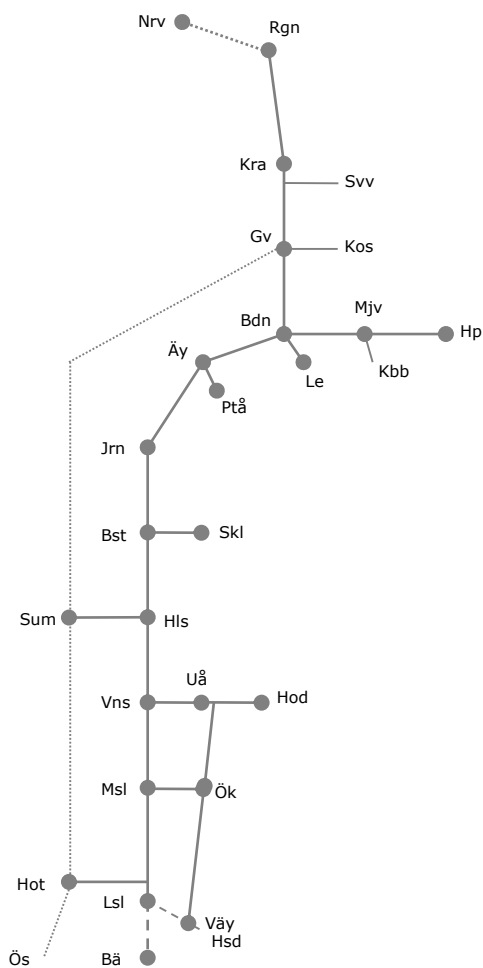 Nrv
Rgn
Kra
Svv
Gv
Kos
Mjv
Bdn
Hp
Äy
Kbb
Le
Ptå
Jrn
Bst
Skl
Sum
Hls
Uå
Vns
Hod
Msl
Ök
Hot
Lsl
Väy
Hsd
Ös
Bä